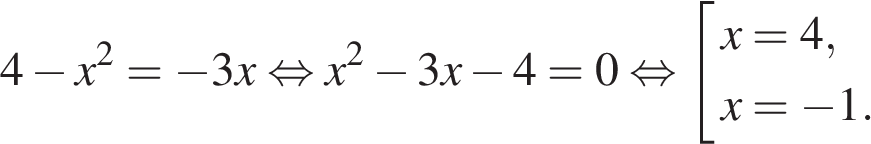 4 − x² = −3x ⇔ x² − 3x − 4 = 0 ⇔ [ x = 4,
x = −1.